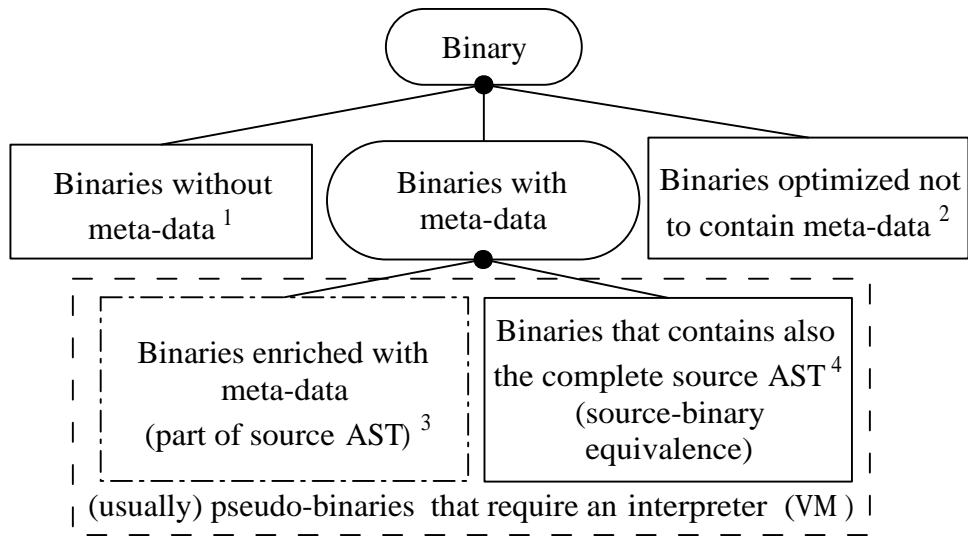 Binary
Binaries without
meta-data 1
Binaries with
meta-data
Binaries optimized not
to contain meta-data 2
Binaries enriched with
meta-data
(part of source AST) 3
Binaries that contains also
the complete source AST 4
(source-binary
equivalence)
(usually) pseudo-binaries that require an interpreter (VM )